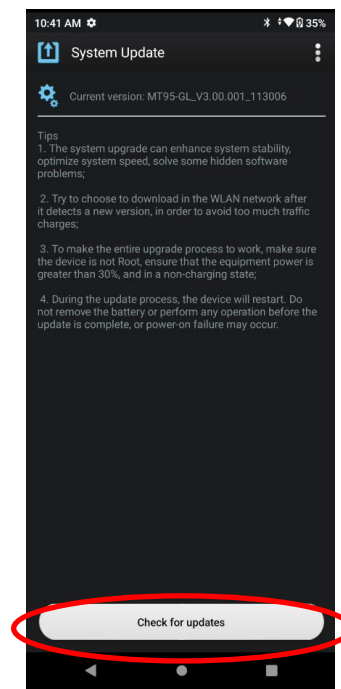 10:41 AM 35%
System Update
Current version: MT95-GL_V3.00.001_113006
Tips
1. The system upgrade can enhance system stability,
optimize system speed, solve some hidden software
problems;
2. Try to choose to download in the WLAN network after
it detects a new version, in order to avoid too much traffic
charges;
3. To make the entire upgrade process to work, make sure
the device is not Root, ensure that the equipment power is
greater than 30%, and in a non-charging state;
4. During the update process, the device will restart. Do
not remove the battery or perform any operation before the
update is complete, or power-on failure may occur.
Check for updates